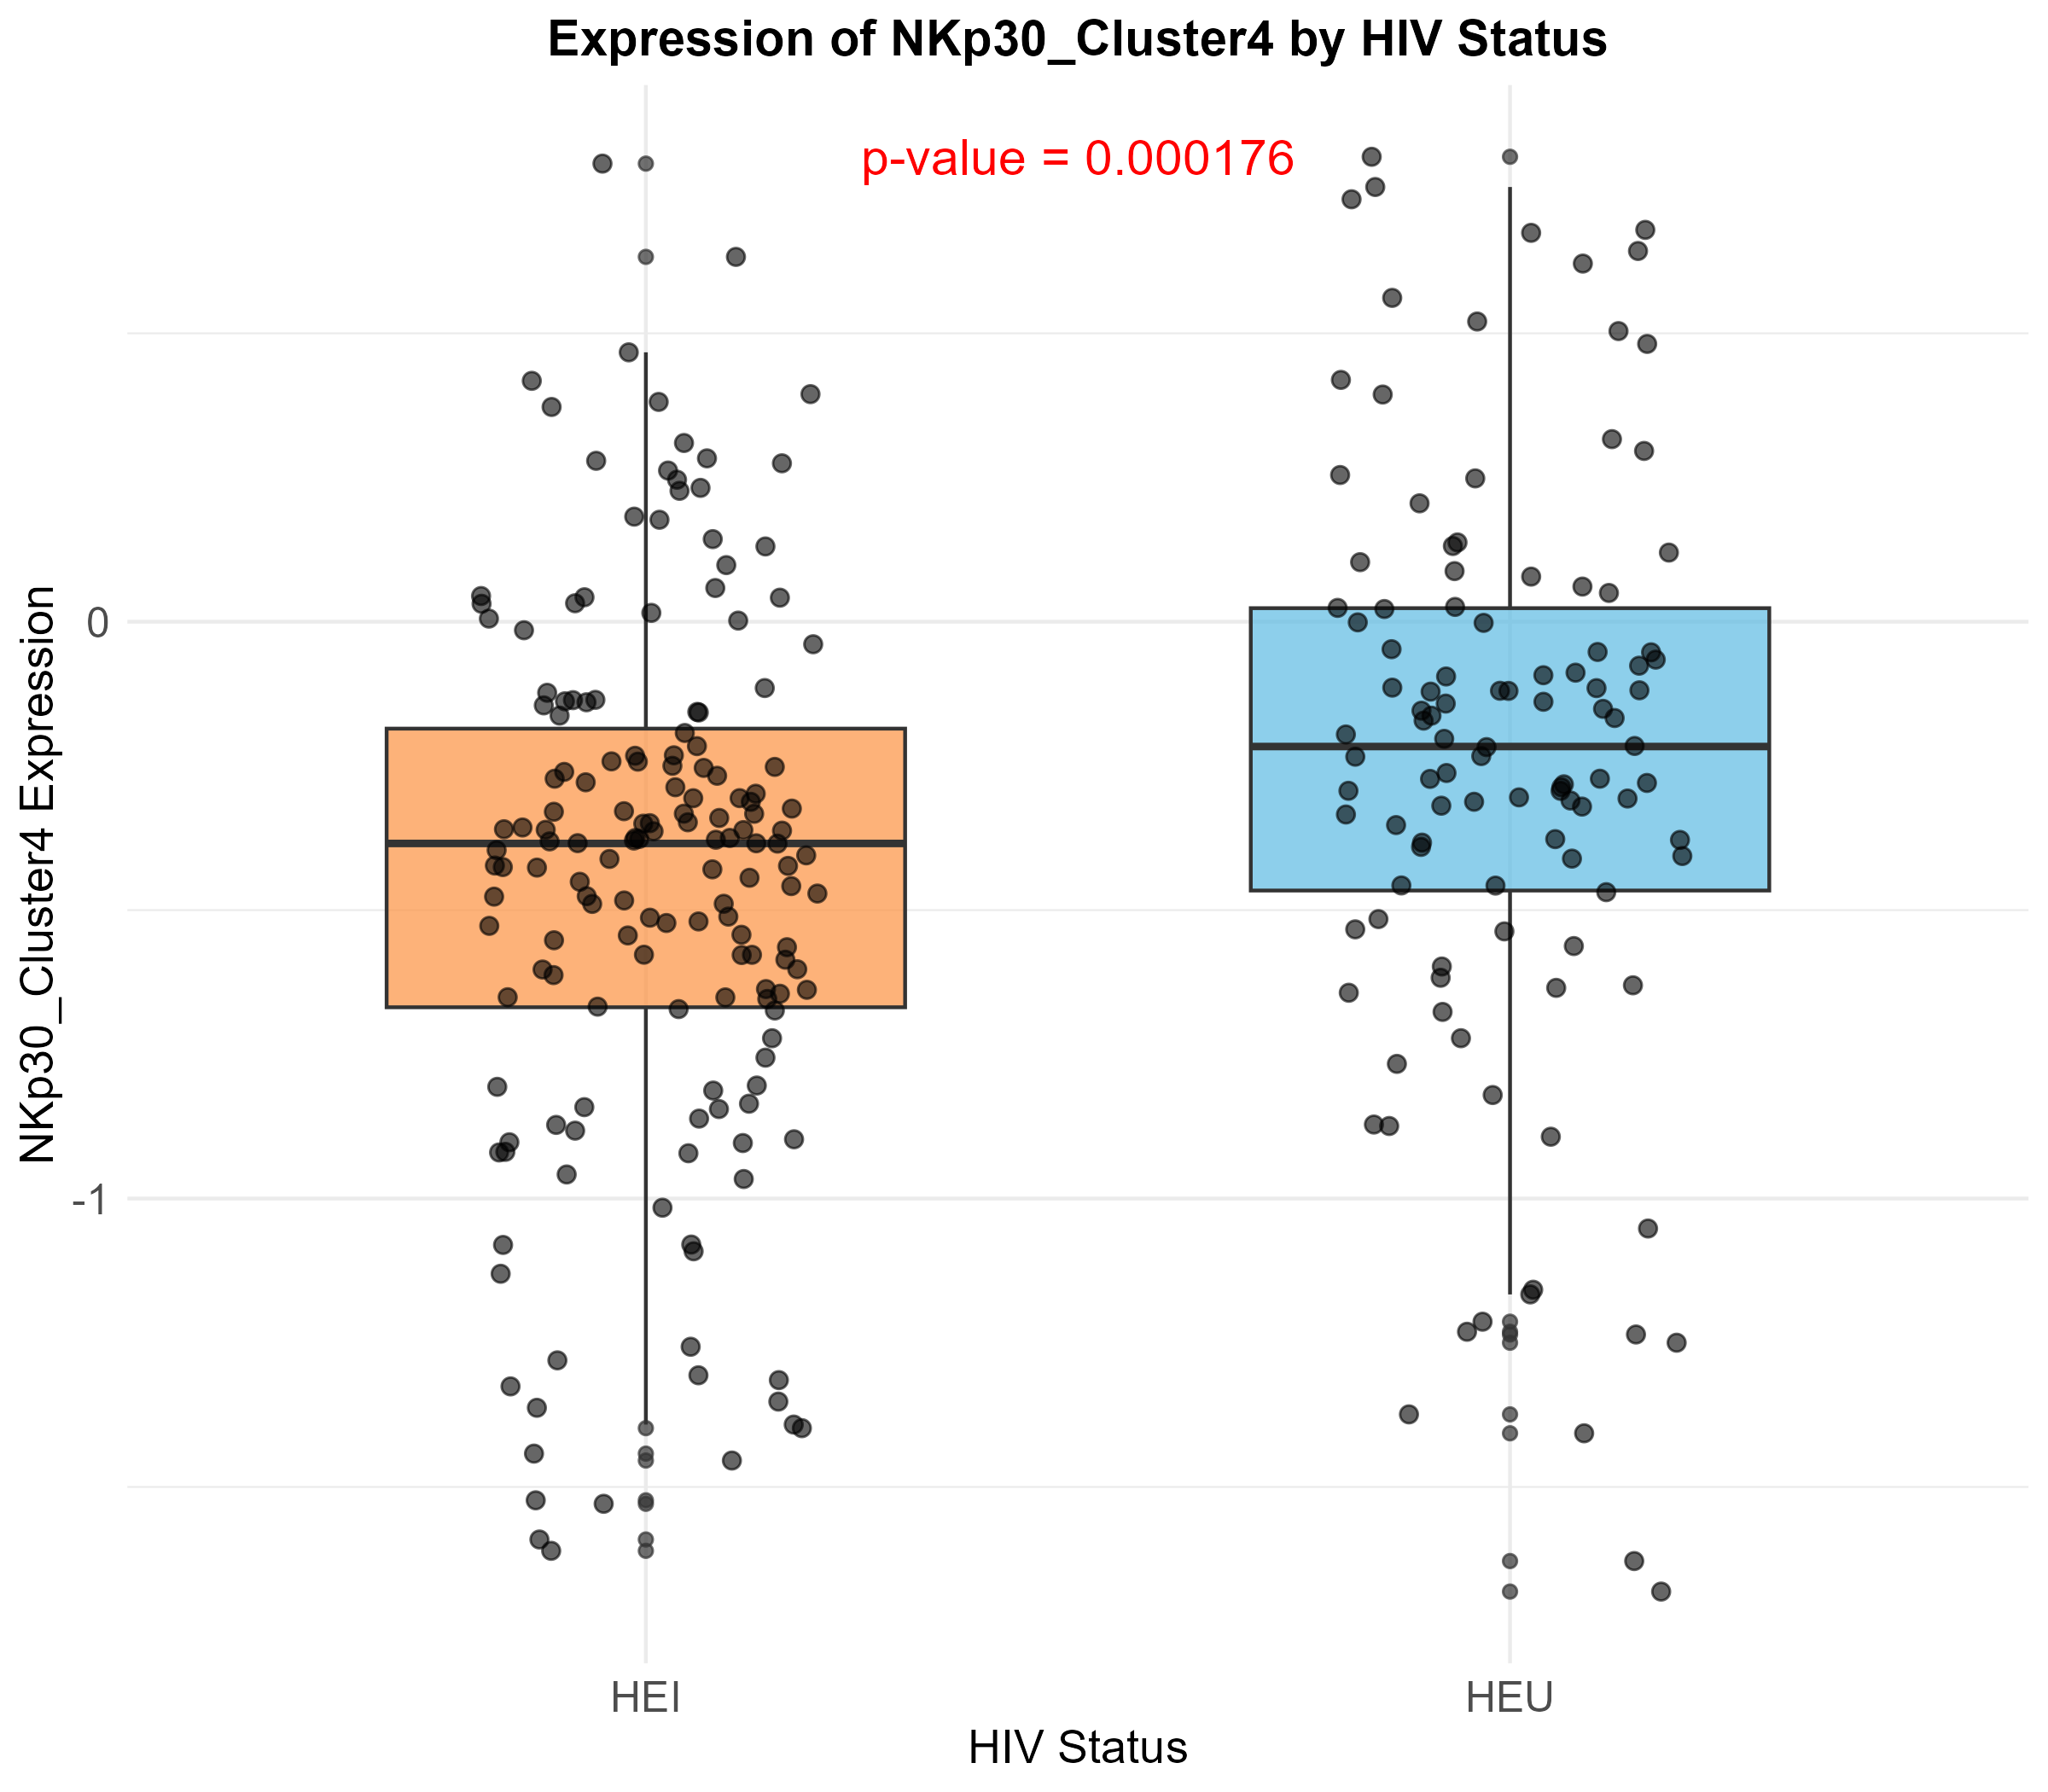 Expression of NKp30_Cluster4 by HIV Status
p-value = 0.000176
NKp30_Cluster4 Expression
0
-1
HEI
HEU
HIV Status